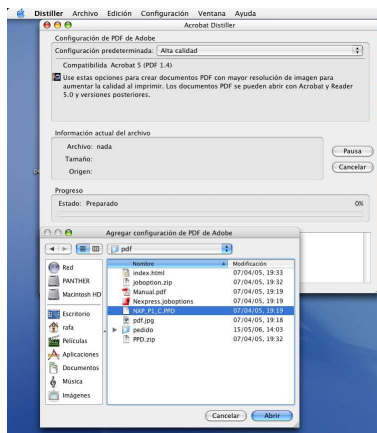 Distiller Archivo Edición Configuración Ventana Ayuda
Acrobat Distiller
Configuración de PDF de Adobe
Configuración predeterminada: Alta calidad
Compatibilida Acrobat 5 (PDF 1.4)
Use estas opciones para crear documentos PDF con mayor resolución de imagen para
aumentar la calidad al imprimir. Los documentos PDF se pueden abrir con Acrobat y Reader
5.0 y versiones posteriores.
Información actual del archivo
Archivo: nada
Tamaño:
Origen:
Pausa
Cancelar
Progreso
Estado: Preparado 0%
Agregar configuración de PDF de Adobe
pdf
Nombre Modificación
Red
PANTHER
Macintosh HD
Escritorio
rafa
Películas
Aplicaciones
Documentos
Música
Imágenes
index.html 07/04/05, 19:33
joboption.zip 07/04/05, 19:32
Manual.pdf 07/04/05, 19:19
Nexpress.joboptions 07/04/05, 19:19
NXP_P1_C.PPD 07/04/05, 19:19
pdf.jpg 07/04/05, 19:18
pedido 15/05/06, 14:03
PPD.zip 07/04/05, 19:32
Cancelar Abrir